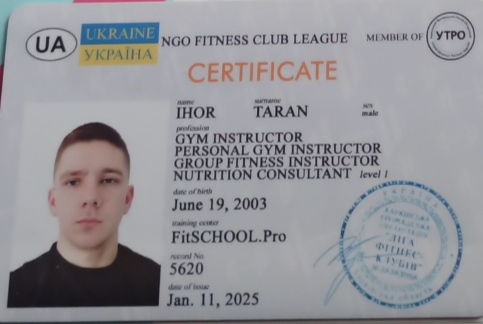 UA
UKRAINE
УКРАЇНА
NGO FITNESS CLUB LEAGUE
MEMBER OF
УТРО
CERTIFICATE
name surname sex
IHOR TARAN male
profession
GYM INSTRUCTOR
PERSONAL GYM INSTRUCTOR
GROUP FITNESS INSTRUCTOR
NUTRITION CONSULTANT level 1
date of birth
June 19, 2003
training center
FitSCHOOL.Pro
record No.
5620
date of issue
Jan. 11, 2025
УКРАЇНА
ЛІГА
ФІТНЕС
КЛУБІВ